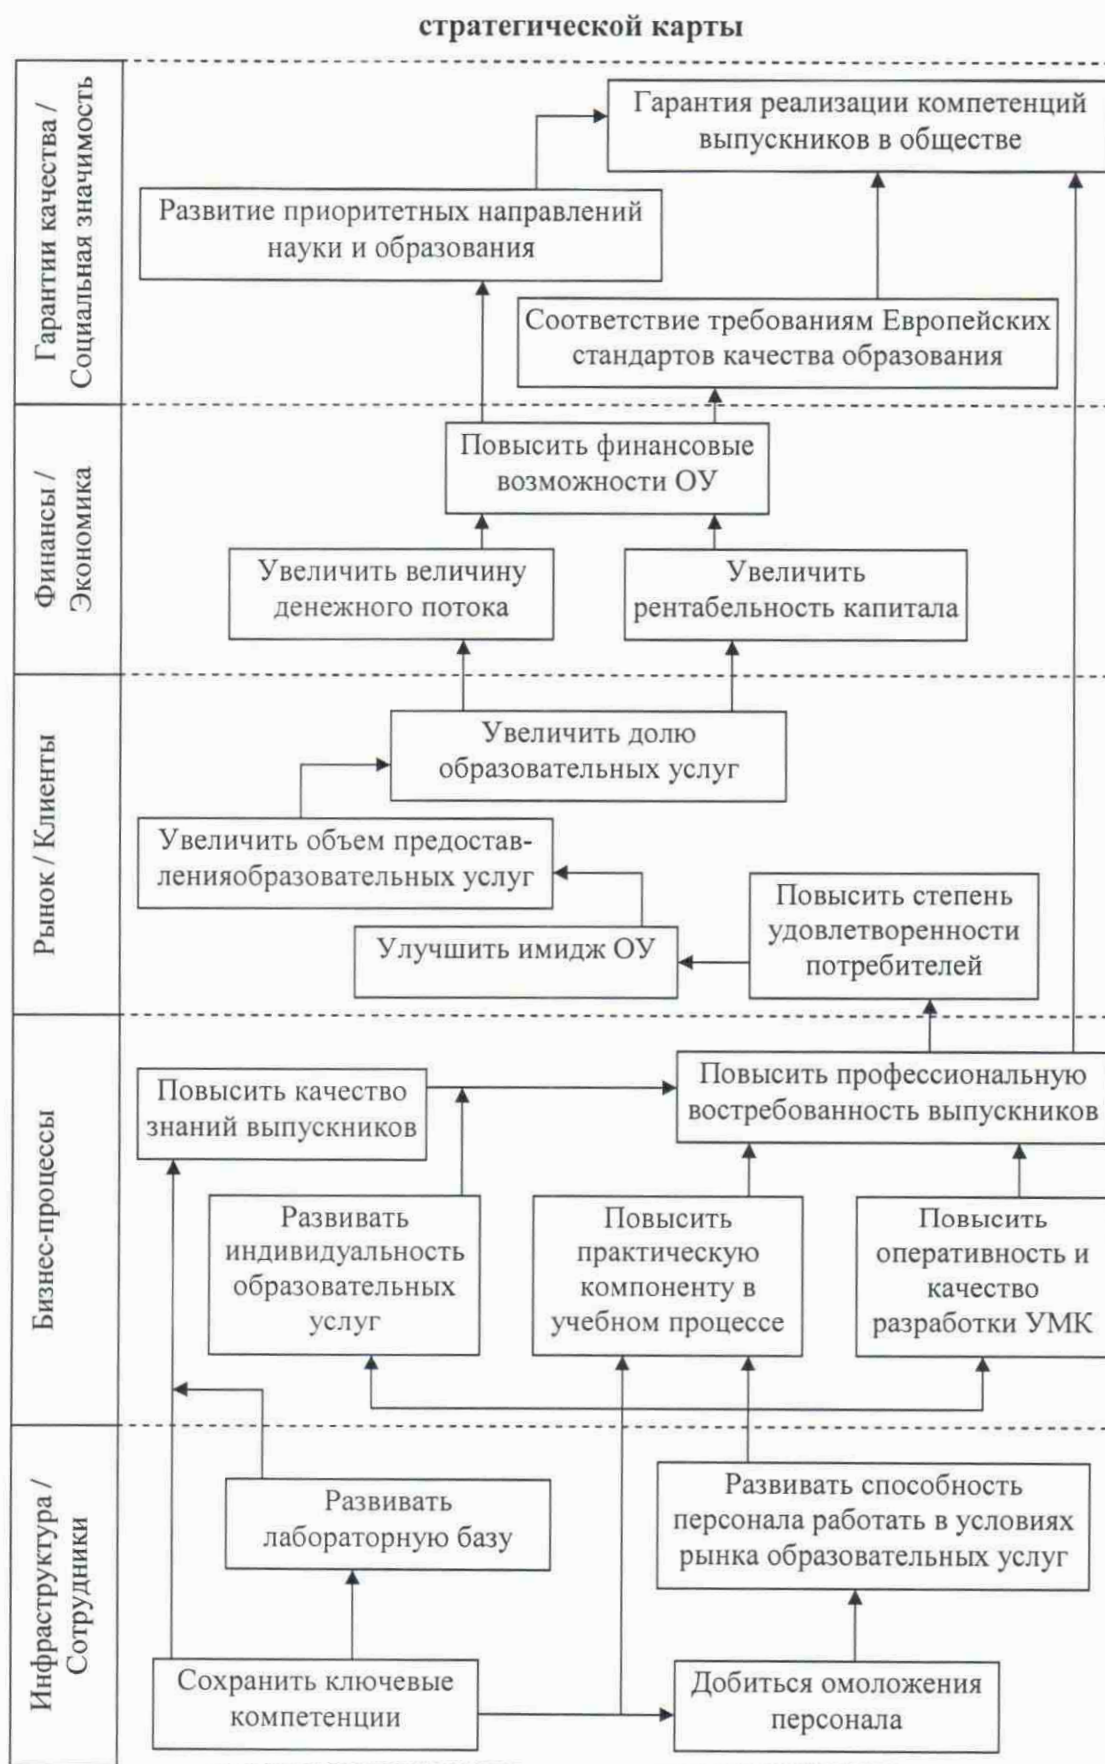 стратегической карты
Гарантии качества /
Социальная значимость
Гарантия реализации компетенций
выпускников в обществе
Развитие приоритетных направлений
науки и образования
Соответствие требованиям Европейских
стандартов качества образования
Финансы /
Экономика
Повысить финансовые
возможности ОУ
Увеличить величину
денежного потока
Увеличить
рентабельность капитала
Рынок / Клиенты
Увеличить долю
образовательных услуг
Увеличить объем предостав-
ленияобразовательных услуг
Улучшить имидж ОУ
Повысить степень
удовлетворенности
потребителей
Бизнес-процессы
Повысить качество
знаний выпускников
Повысить профессиональную
востребованность выпускников
Развивать
индивидуальность
образовательных
услуг
Повысить
практическую
компоненту в
учебном процессе
Повысить
оперативность и
качество
разработки УМК
Инфраструктура /
Сотрудники
Развивать
лабораторную базу
Развивать способность
персонала работать в условиях
рынка образовательных услуг
Сохранить ключевые
компетенции
Добиться омоложения
персонала